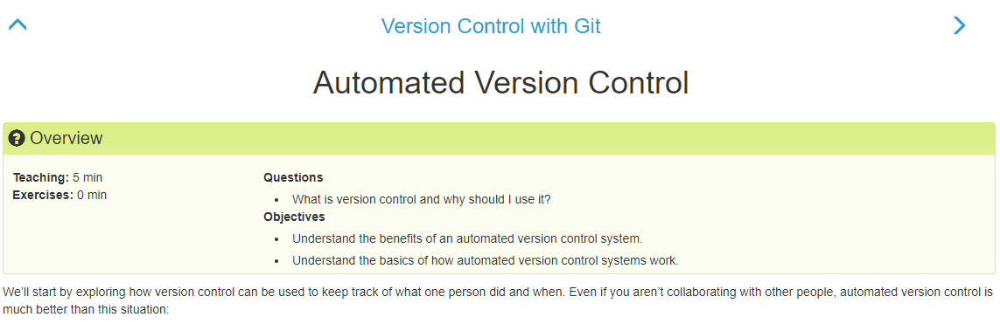 Version Control with Git
Automated Version Control
Overview
Teaching: 5 min
Exercises: 0 min
Questions
What is version control and why should I use it?
Objectives
Understand the benefits of an automated version control system.
Understand the basics of how automated version control systems work.
We’ll start by exploring how version control can be used to keep track of what one person did and when. Even if you aren’t collaborating with other people, automated version control is
much better than this situation: